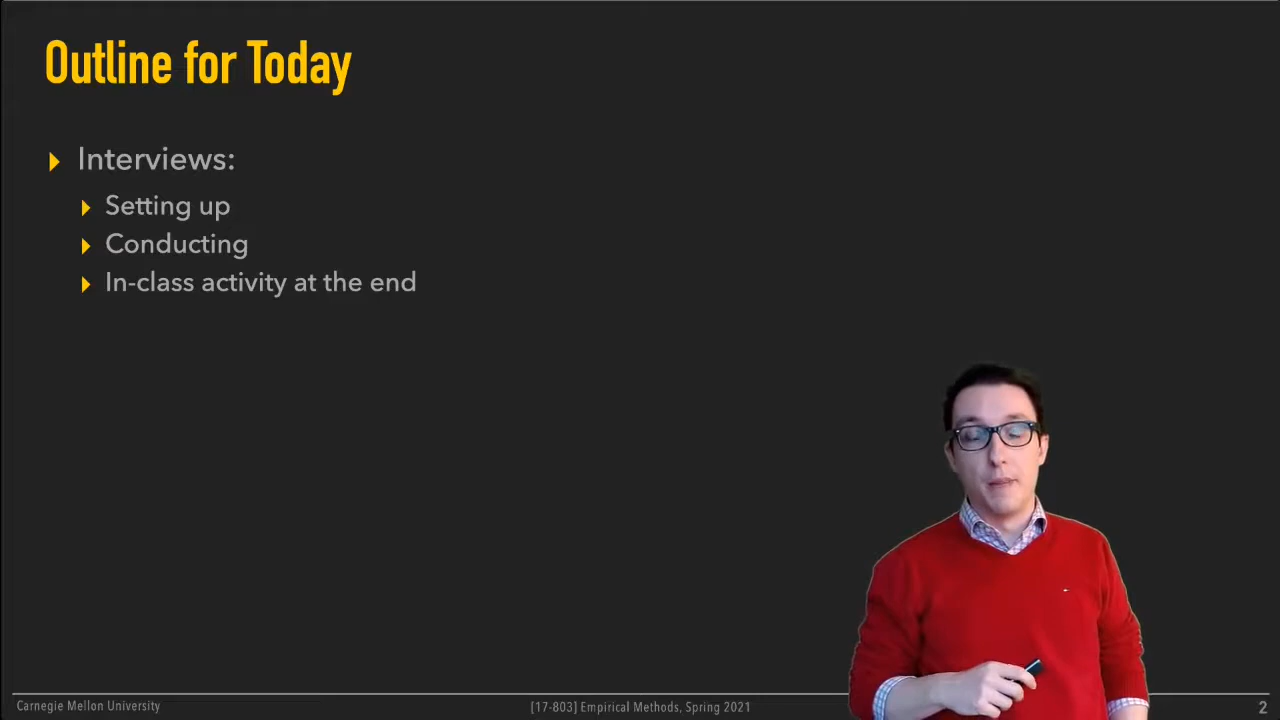 Outline for Today
Interviews:
Setting up
Conducting
In-class activity at the end
Carnegie Mellon University
[17-803] Empirical Methods, Spring 2021
2